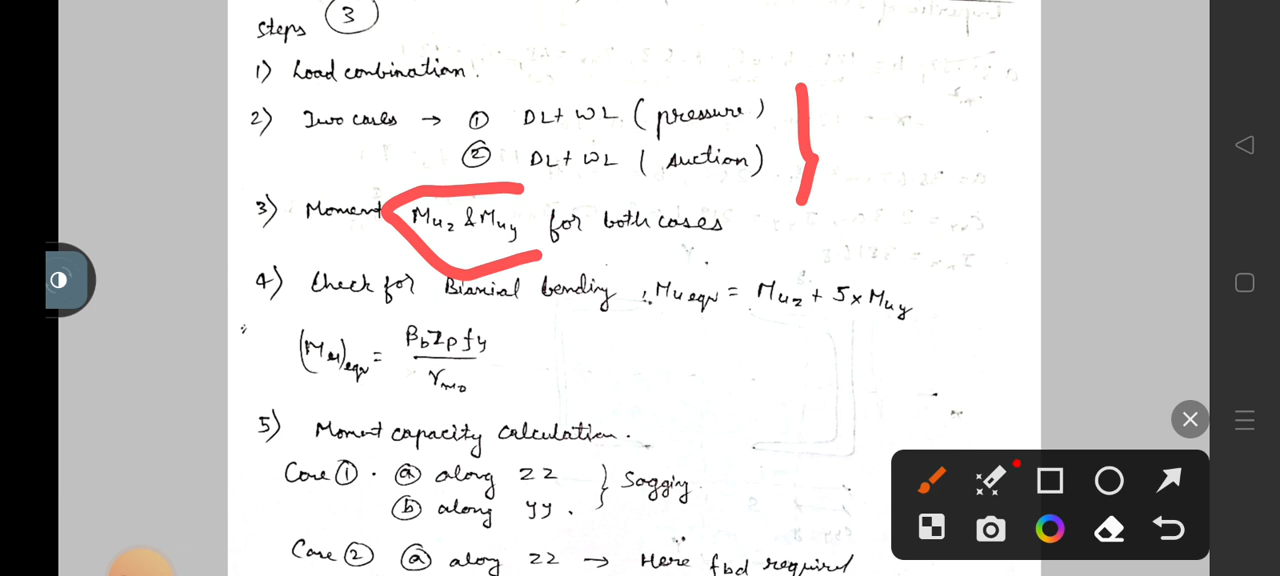 Steps 3
1) Load combination.
2) Two cases → ① DL+ WL ( pressure )
② DL+ WL ( suction )
3) Moment Muz & Muy for both cases
4) Check for Biaxial bending ∴ Mu eqv = Muz + 5 x Muy
(Mu)eqv = βb Zp fy / γmo
5) Moment capacity calculation.
Case ① . ⓐ along ZZ } Sagging
ⓑ along yy .
Case ② ⓐ along ZZ → Here fbd required